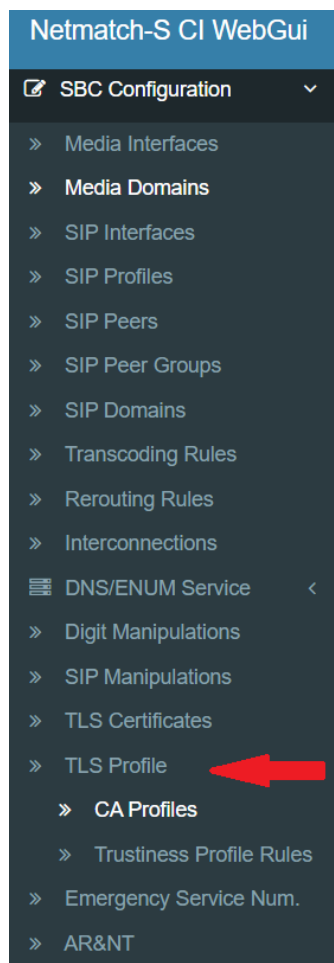 Netmatch-S CI WebGui
SBC Configuration
Media Interfaces
Media Domains
SIP Interfaces
SIP Profiles
SIP Peers
SIP Peer Groups
SIP Domains
Transcoding Rules
Rerouting Rules
Interconnections
DNS/ENUM Service
Digit Manipulations
SIP Manipulations
TLS Certificates
TLS Profile
CA Profiles
Trustiness Profile Rules
Emergency Service Num.
AR&NT